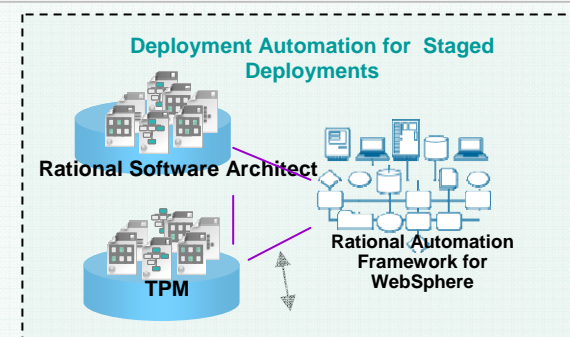 Deployment Automation for Staged
Deployments
Rational Software Architect
Rational Automation
Framework for
WebSphere
TPM